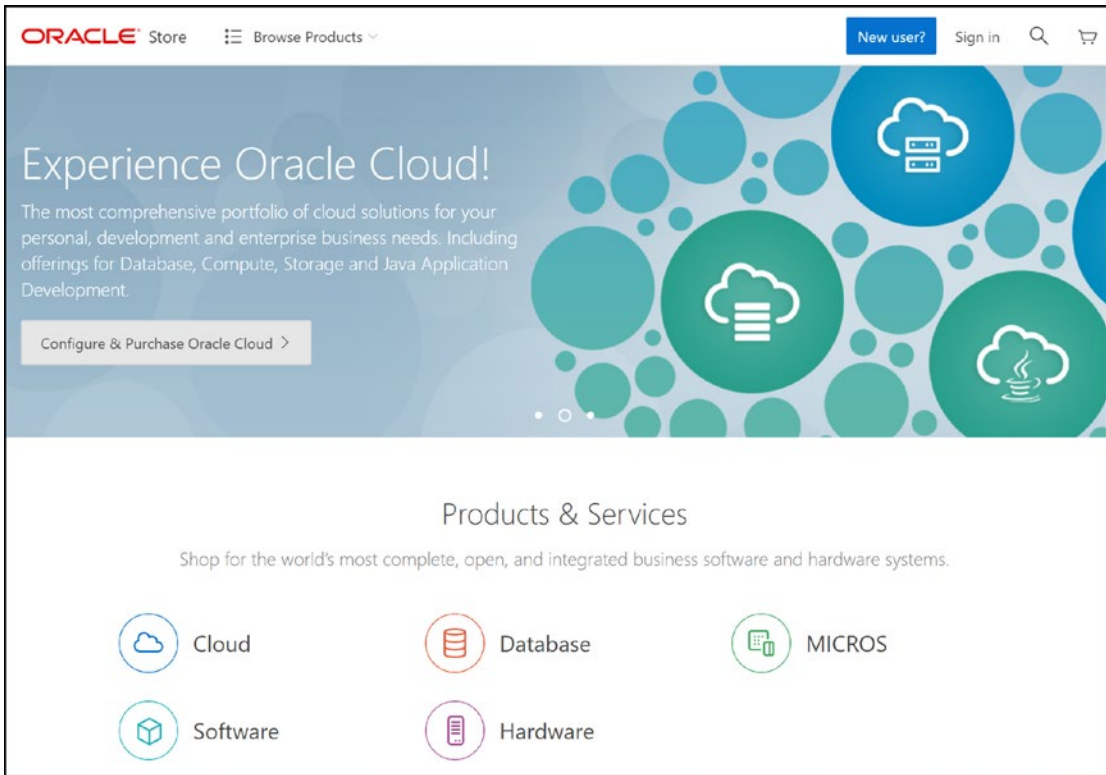 ORACLE Store Browse Products New user? Sign in
Experience Oracle Cloud!
The most comprehensive portfolio of cloud solutions for your
personal, development and enterprise business needs. Including
offerings for Database, Compute, Storage and Java Application
Development.
Configure & Purchase Oracle Cloud >
Products & Services
Shop for the world's most complete, open, and integrated business software and hardware systems.
Cloud Database MICROS
Software Hardware